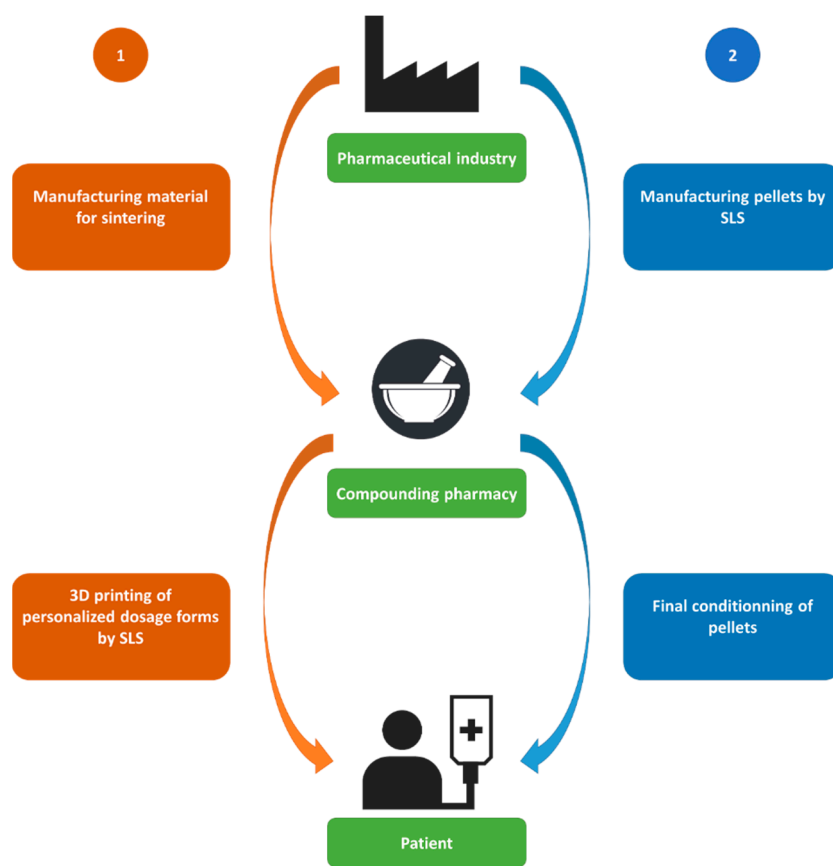 1
2
Pharmaceutical industry
Manufacturing material
for sintering
Manufacturing pellets by
SLS
Compounding pharmacy
3D printing of
personalized dosage forms
by SLS
Final conditionning of
pellets
Patient